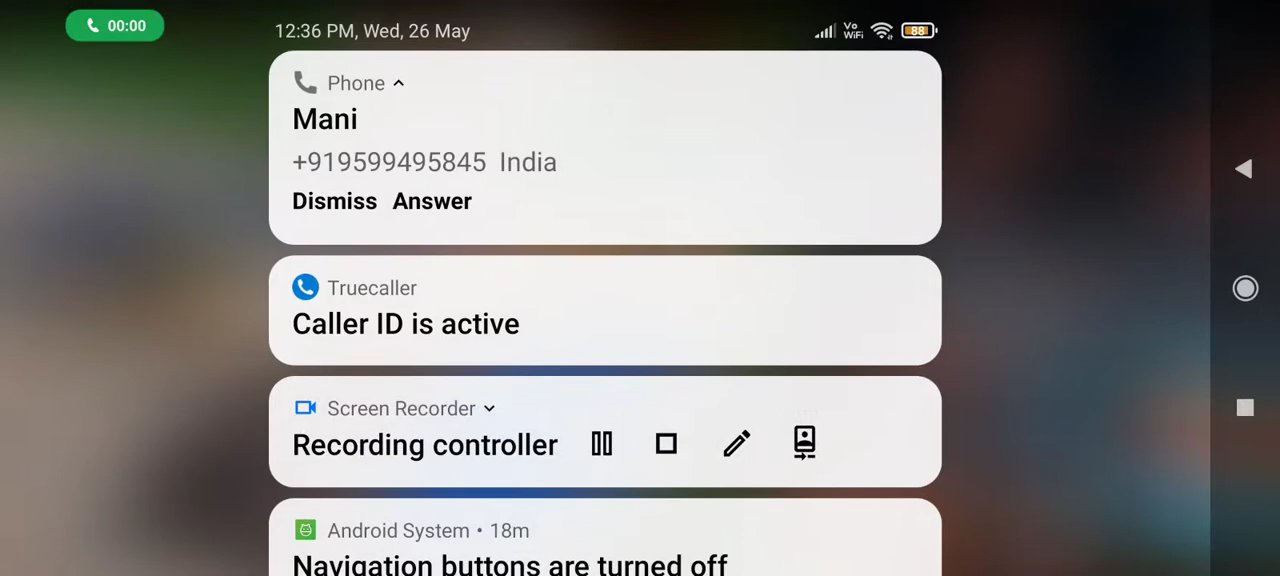 00:00
12:36 PM, Wed, 26 May
Vo
WiFi
88
Phone
Mani
+919599495845 India
Dismiss Answer
Truecaller
Caller ID is active
Screen Recorder
Recording controller
Android System • 18m
Navigation buttons are turned off